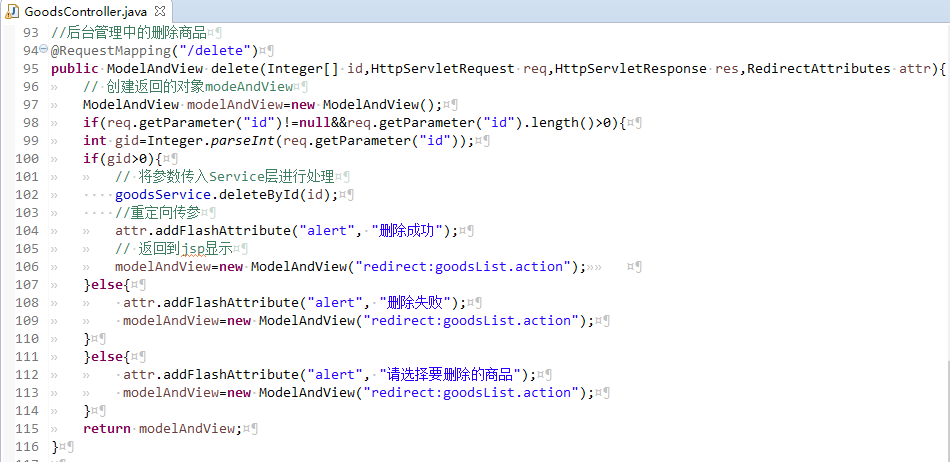 GoodsController.java
93 //后台管理中的删除商品
94 @RequestMapping("/delete")
95 public ModelAndView delete(Integer[] id,HttpServletRequest req,HttpServletResponse res,RedirectAttributes attr){
96 // 创建返回的对象modeAndView
97 ModelAndView modelAndView=new ModelAndView();
98 if(req.getParameter("id")!=null&&req.getParameter("id").length()>0){
99 int gid=Integer.parseInt(req.getParameter("id"));
100 if(gid>0){
101 // 将参数传入Service层进行处理
102 goodsService.deleteById(id);
103 //重定向传参
104 attr.addFlashAttribute("alert", "删除成功");
105 // 返回到jsp显示
106 modelAndView=new ModelAndView("redirect:goodsList.action");
107 }else{
108 attr.addFlashAttribute("alert", "删除失败");
109 modelAndView=new ModelAndView("redirect:goodsList.action");
110 }
111 }else{
112 attr.addFlashAttribute("alert", "请选择要删除的商品");
113 modelAndView=new ModelAndView("redirect:goodsList.action");
114 }
115 return modelAndView;
116 }